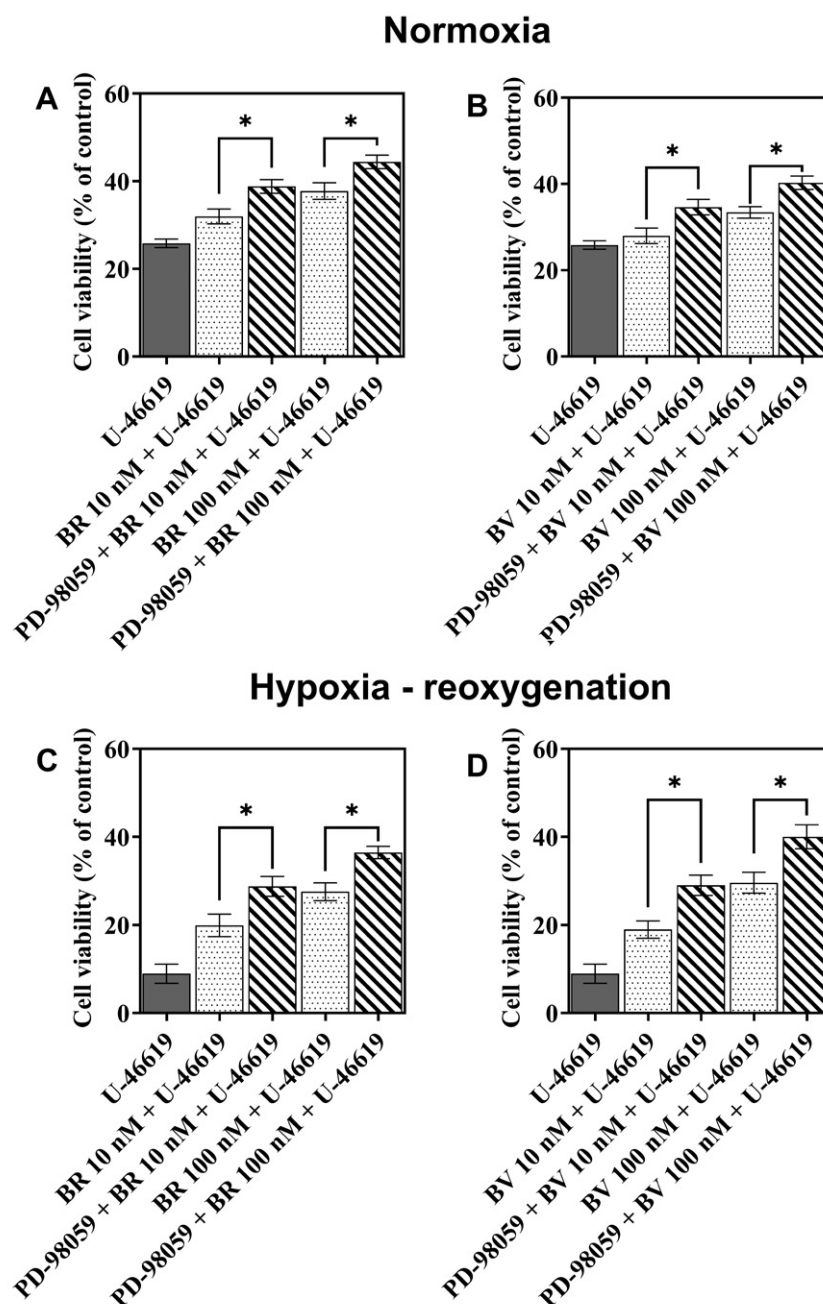 Normoxia
A
Cell viability (% of control)
60
40
20
0
*
*
U-46619
BR 10 nM + U-46619
PD-98059 + BR 10 nM + U-46619
BR 100 nM + U-46619
PD-98059 + BR 100 nM + U-46619
B
Cell viability (% of control)
60
40
20
0
*
*
U-46619
BV 10 nM + U-46619
PD-98059 + BV 10 nM + U-46619
BV 100 nM + U-46619
PD-98059 + BV 100 nM + U-46619
Hypoxia - reoxygenation
C
Cell viability (% of control)
60
40
20
0
*
*
U-46619
BR 10 nM + U-46619
PD-98059 + BR 10 nM + U-46619
BR 100 nM + U-46619
PD-98059 + BR 100 nM + U-46619
D
Cell viability (% of control)
60
40
20
0
*
*
U-46619
BV 10 nM + U-46619
PD-98059 + BV 10 nM + U-46619
BV 100 nM + U-46619
PD-98059 + BV 100 nM + U-46619